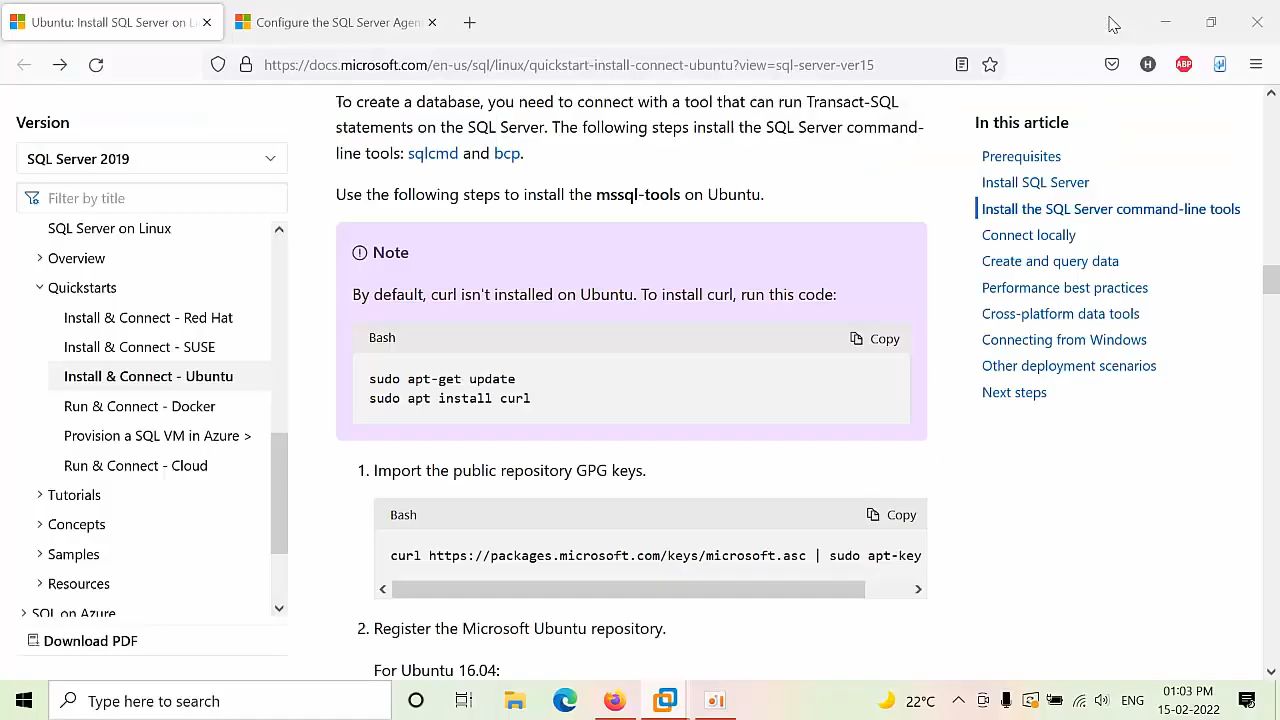 Ubuntu: Install SQL Server on L
Configure the SQL Server Agen
https://docs.microsoft.com/en-us/sql/linux/quickstart-install-connect-ubuntu?view=sql-server-ver15
H
ABP
Version
SQL Server 2019
Filter by title
SQL Server on Linux
Overview
Quickstarts
Install & Connect - Red Hat
Install & Connect - SUSE
Install & Connect - Ubuntu
Run & Connect - Docker
Provision a SQL VM in Azure >
Run & Connect - Cloud
Tutorials
Concepts
Samples
Resources
SQL on Azure
Download PDF
To create a database, you need to connect with a tool that can run Transact-SQL
statements on the SQL Server. The following steps install the SQL Server command-
line tools: sqlcmd and bcp.
Use the following steps to install the mssql-tools on Ubuntu.
Note
By default, curl isn't installed on Ubuntu. To install curl, run this code:
Bash
Copy
sudo apt-get update
sudo apt install curl
1. Import the public repository GPG keys.
Bash
Copy
curl https://packages.microsoft.com/keys/microsoft.asc | sudo apt-key
2. Register the Microsoft Ubuntu repository.
For Ubuntu 16.04:
In this article
Prerequisites
Install SQL Server
Install the SQL Server command-line tools
Connect locally
Create and query data
Performance best practices
Cross-platform data tools
Connecting from Windows
Other deployment scenarios
Next steps
Type here to search
22°C
ENG
01:03 PM
15-02-2022